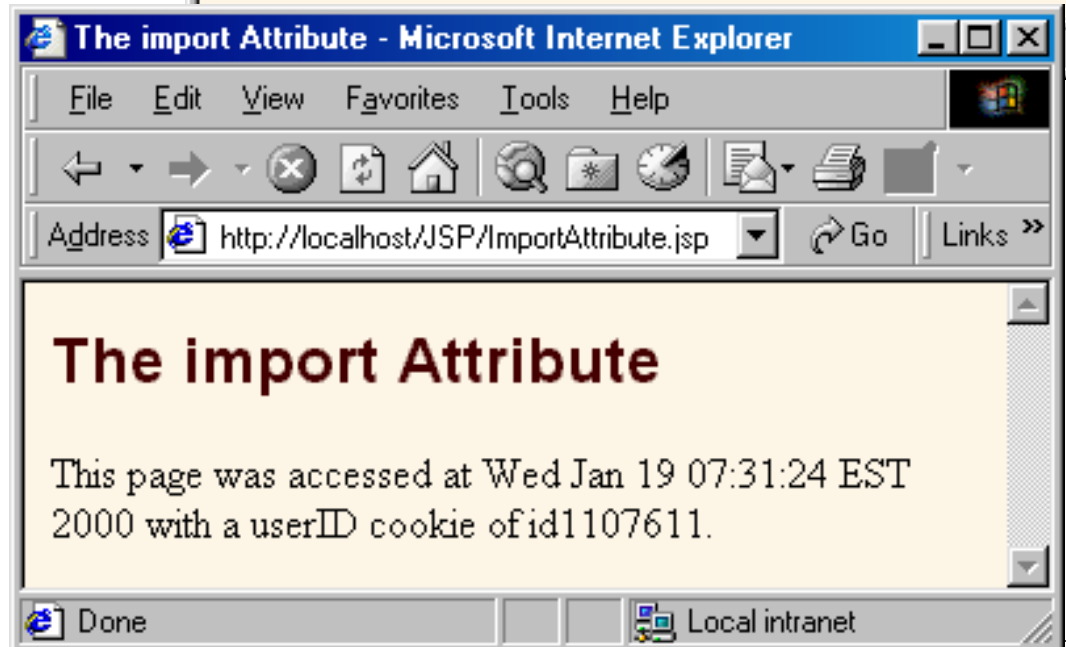 The import Attribute - Microsoft Internet Explorer
File Edit View Favorites Tools Help
Address http://localhost/JSP/ImportAttribute.jsp Go Links »
The import Attribute
This page was accessed at Wed Jan 19 07:31:24 EST
2000 with a userID cookie of id1107611.
Done Local intranet